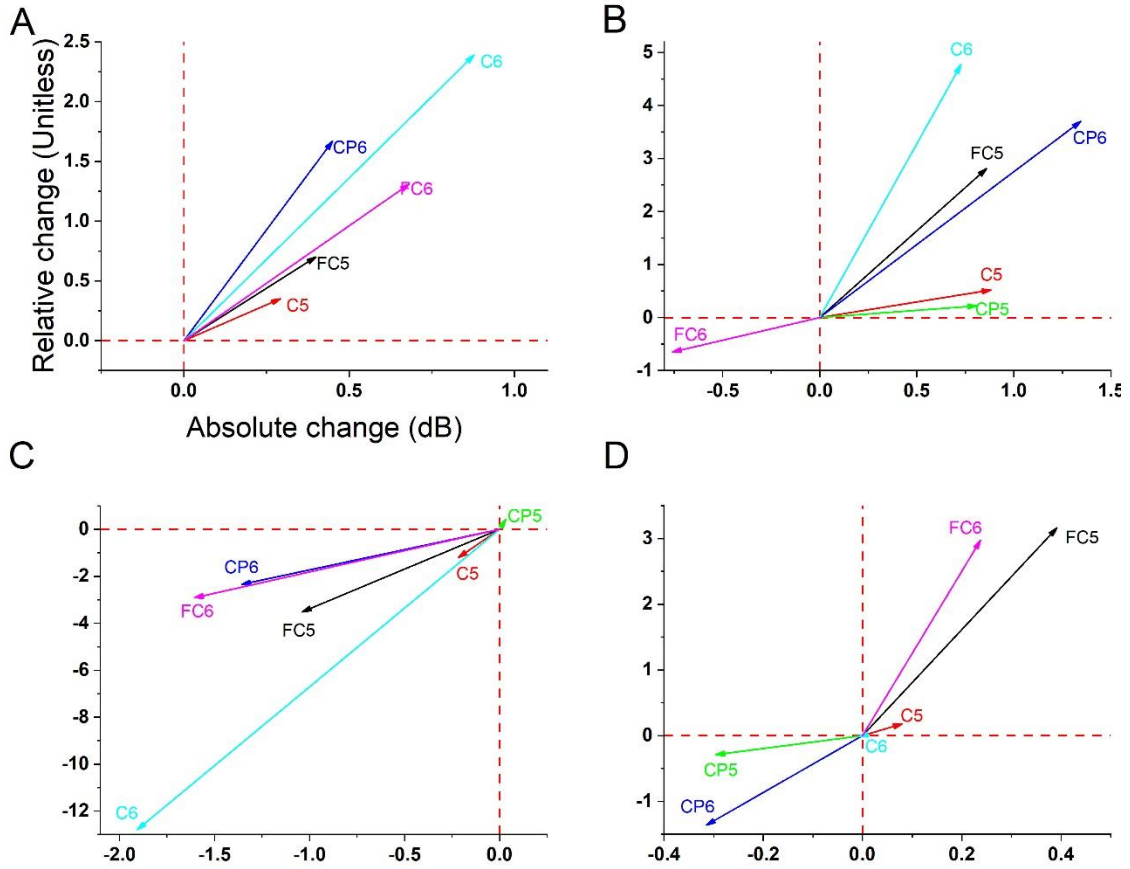 A
2.5
2.0
1.5
1.0
0.5
0.0
Relative change (Unitless)
C6
CP6
FC6
FC5
C5
0.0
0.5
1.0
Absolute change (dB)
B
5
4
3
2
1
0
-1
C6
CP6
FC5
C5
CP5
FC6
-0.5
0.0
0.5
1.0
1.5
C
0
-2
-4
-6
-8
-10
-12
CP5
C5
CP6
FC6
FC5
C6
-2.0
-1.5
-1.0
-0.5
0.0
D
3
2
1
0
-1
FC6
FC5
C5
C6
CP5
CP6
-0.4
-0.2
0.0
0.2
0.4